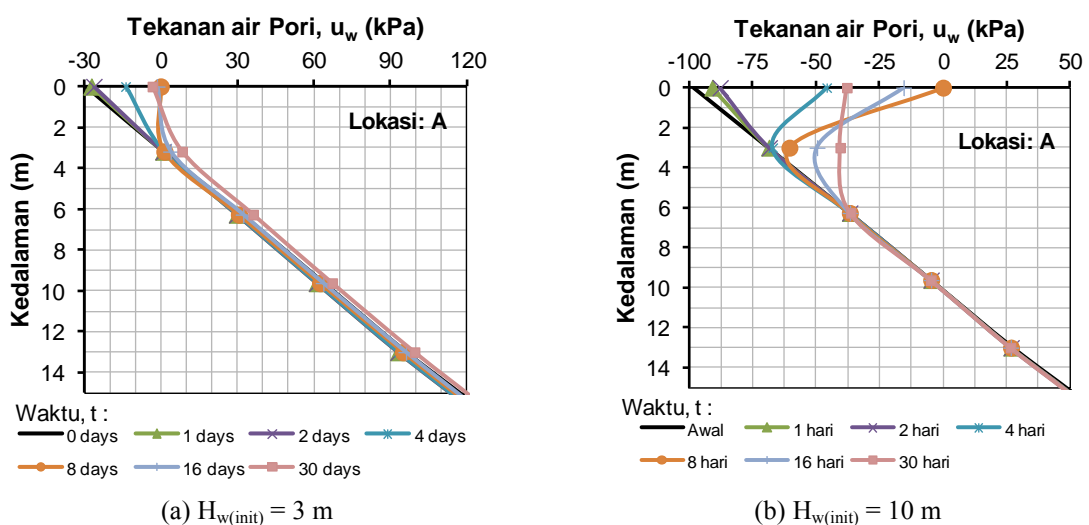 Tekanan air Pori, uw (kPa)
-30 0 30 60 90 120
Kedalaman (m)
0
2
4
6
8
10
12
14
Lokasi: A
Waktu, t :
0 days 1 days 2 days 4 days
8 days 16 days 30 days
(a) Hw(init) = 3 m
Tekanan air Pori, uw (kPa)
-100 -75 -50 -25 0 25 50
Kedalaman (m)
0
2
4
6
8
10
12
14
Lokasi: A
Waktu, t :
Awal 1 hari 2 hari 4 hari
8 hari 16 hari 30 hari
(b) Hw(init) = 10 m